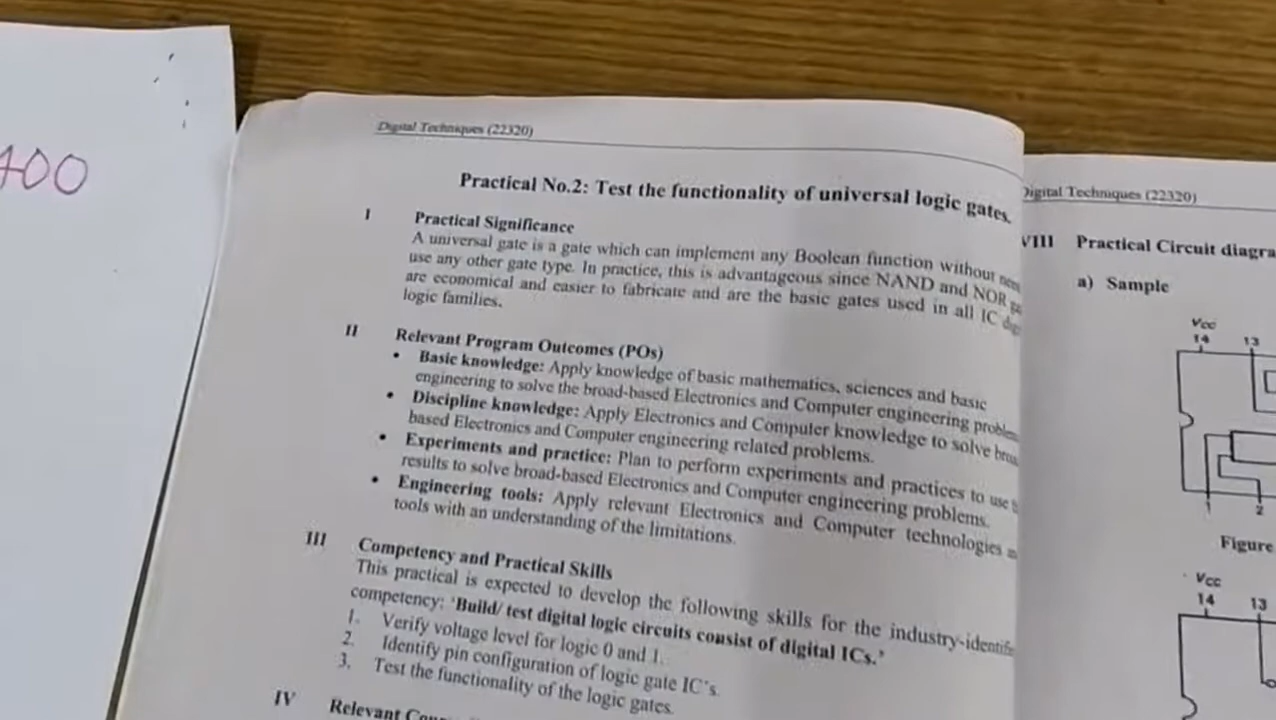 400
Digital Techniques (22320)
Practical No.2: Test the functionality of universal logic gates.
I Practical Significance
A universal gate is a gate which can implement any Boolean function without
use any other gate type. In practice, this is advantageous since NAND and NOR
are economical and easier to fabricate and are the basic gates used in all IC
logic families.
II Relevant Program Outcomes (POs)
• Basic knowledge: Apply knowledge of basic mathematics, sciences and basic
engineering to solve the broad-based Electronics and Computer engineering
• Discipline knowledge: Apply Electronics and Computer knowledge to solve
based Electronics and Computer engineering related problems.
• Experiments and practice: Plan to perform experiments and practices to use
results to solve broad-based Electronics and Computer engineering problems.
• Engineering tools: Apply relevant Electronics and Computer technologies
tools with an understanding of the limitations.
III Competency and Practical Skills
This practical is expected to develop the following skills for the industry-identifi
competency: 'Build/ test digital logic circuits consist of digital ICs.'
1. Verify voltage level for logic 0 and 1.
2. Identify pin configuration of logic gate IC's.
3. Test the functionality of the logic gates.
IV Relevant
Digital Techniques (22320)
VIII Practical Circuit diagra
a) Sample
Vcc
14 13
1 2
Figure
Vcc
14 13